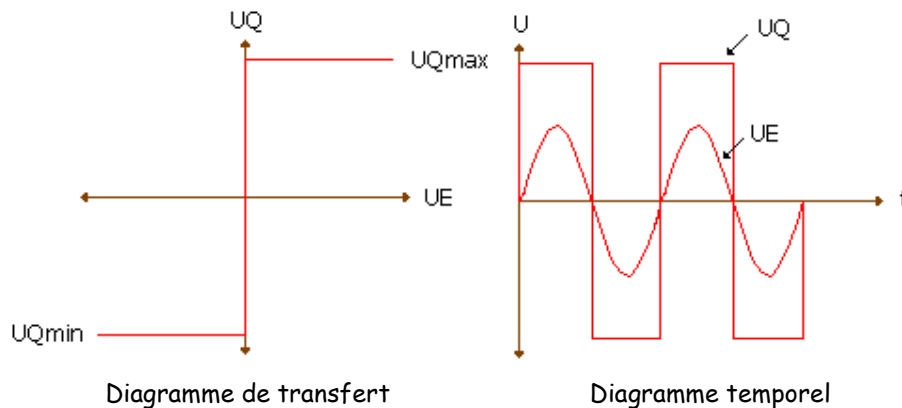 UQ
UQmax
UE
UQmin
Diagramme de transfert
U
UQ
UE
t
Diagramme temporel